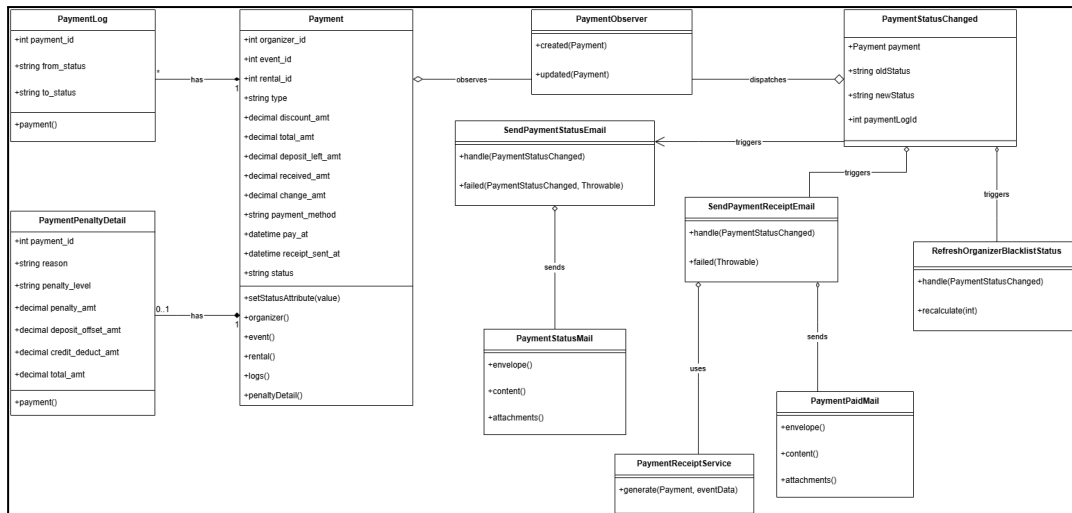 PaymentLog
+int payment_id
+string from_status
+string to_status
+payment()
*
has
1
Payment
+int organizer_id
+int event_id
+int rental_id
+string type
+decimal discount_amt
+decimal total_amt
+decimal deposit_left_amt
+decimal received_amt
+decimal change_amt
+string payment_method
+datetime pay_at
+datetime receipt_sent_at
+string status
+setStatusAttribute(value)
+organizer()
+event()
+rental()
+logs()
+penaltyDetail()
observes
PaymentObserver
+created(Payment)
+updated(Payment)
dispatches
PaymentStatusChanged
+Payment payment
+string oldStatus
+string newStatus
+int paymentLogId
PaymentPenaltyDetail
+int payment_id
+string reason
+string penalty_level
+decimal penalty_amt
+decimal deposit_offset_amt
+decimal credit_deduct_amt
+decimal total_amt
+payment()
0..1
has
1
SendPaymentStatusEmail
+handle(PaymentStatusChanged)
+failed(PaymentStatusChanged, Throwable)
triggers
triggers
triggers
SendPaymentReceiptEmail
+handle(PaymentStatusChanged)
+failed(Throwable)
RefreshOrganizerBlacklistStatus
+handle(PaymentStatusChanged)
+recalculate(int)
sends
PaymentStatusMail
+envelope()
+content()
+attachments()
uses
sends
PaymentPaidMail
+envelope()
+content()
+attachments()
PaymentReceiptService
+generate(Payment, eventData)